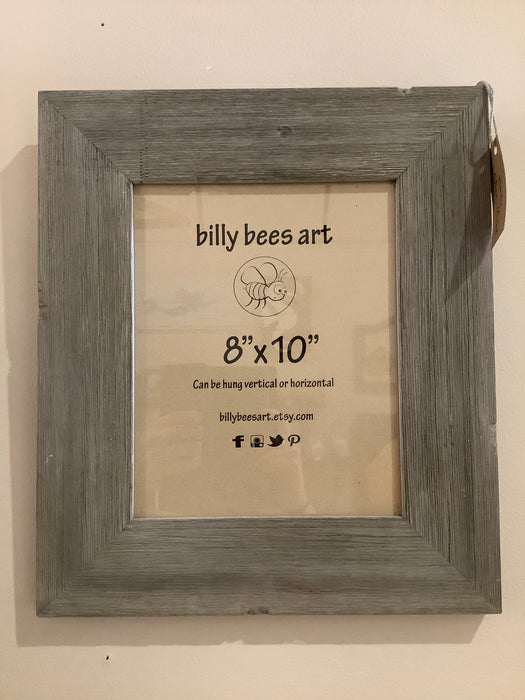 billy bees art
8”x10”
Can be hung vertical or horizontal
billybeesart.etsy.com